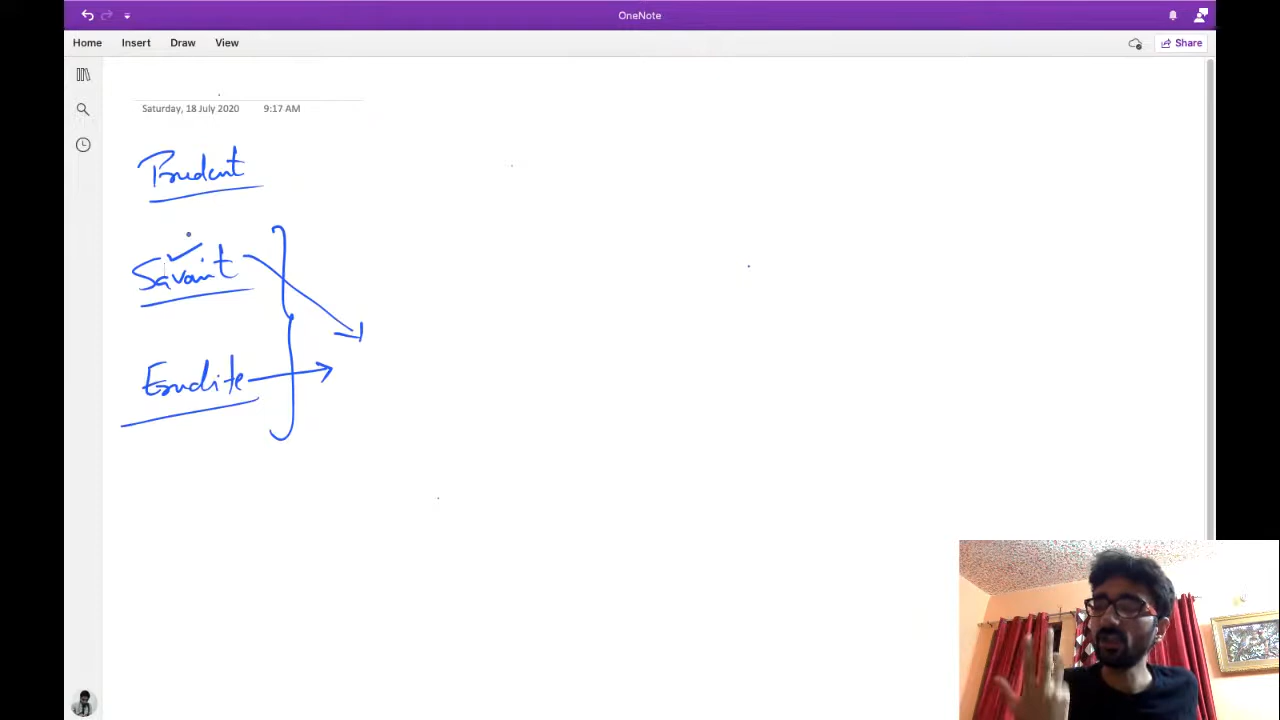 OneNote
Home Insert Draw View Share
Saturday, 18 July 2020 9:17 AM
Prudent
Savant
Erudite